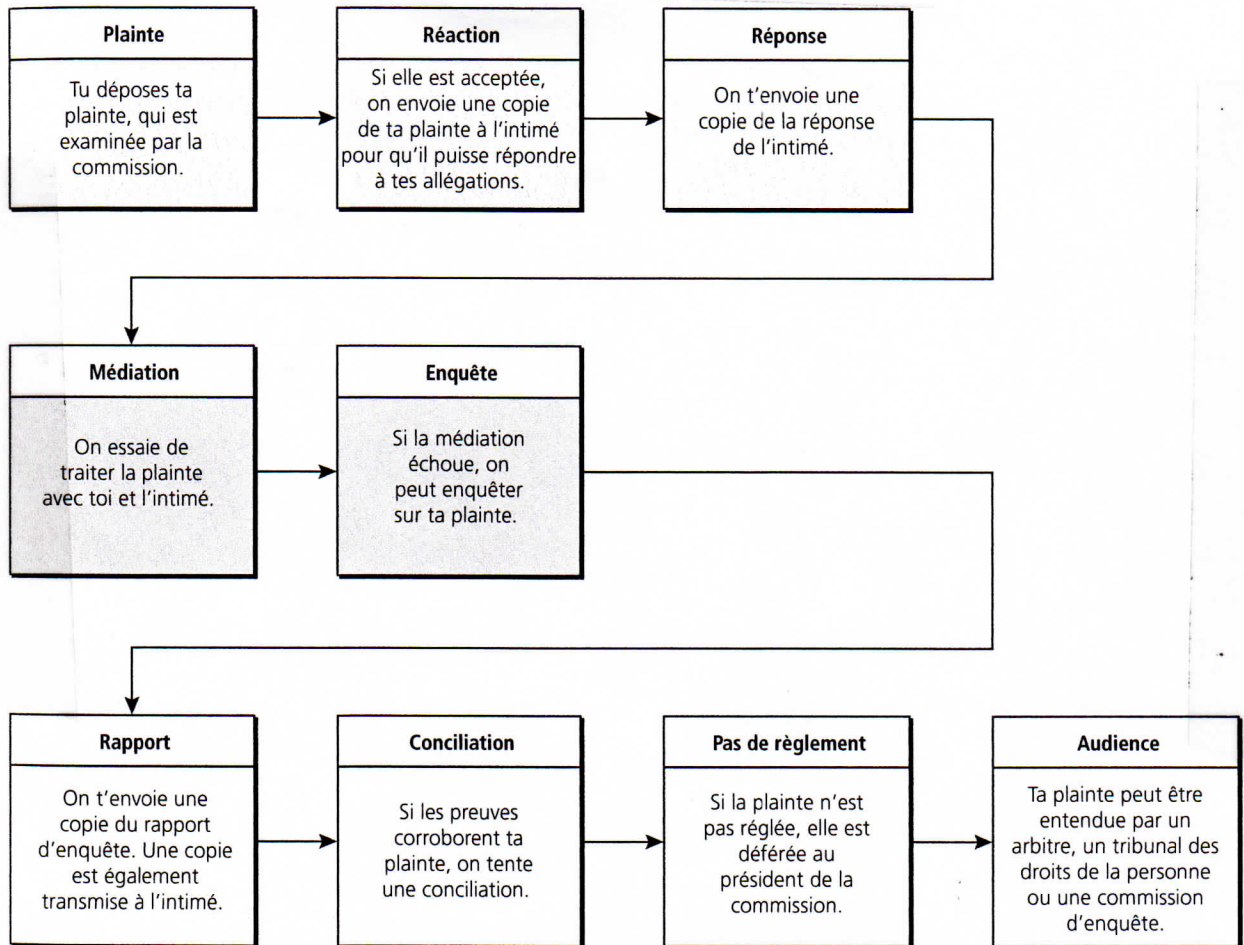 Plainte
Tu déposes ta
plainte, qui est
examinée par la
commission.
Réaction
Si elle est acceptée,
on envoie une copie
de ta plainte à l'intimé
pour qu'il puisse répondre
à tes allégations.
Réponse
On t'envoie une
copie de la réponse
de l'intimé.
Médiation
On essaie de
traiter la plainte
avec toi et l'intimé.
Enquête
Si la médiation
échoue, on
peut enquêter
sur ta plainte.
Rapport
On t'envoie une
copie du rapport
d'enquête. Une copie
est également
transmise à l'intimé.
Conciliation
Si les preuves
corroborent ta
plainte, on tente
une conciliation.
Pas de règlement
Si la plainte n'est
pas réglée, elle est
déférée au
président de la
commission.
Audience
Ta plainte peut être
entendue par un
arbitre, un tribunal des
droits de la personne
ou une commission
d'enquête.